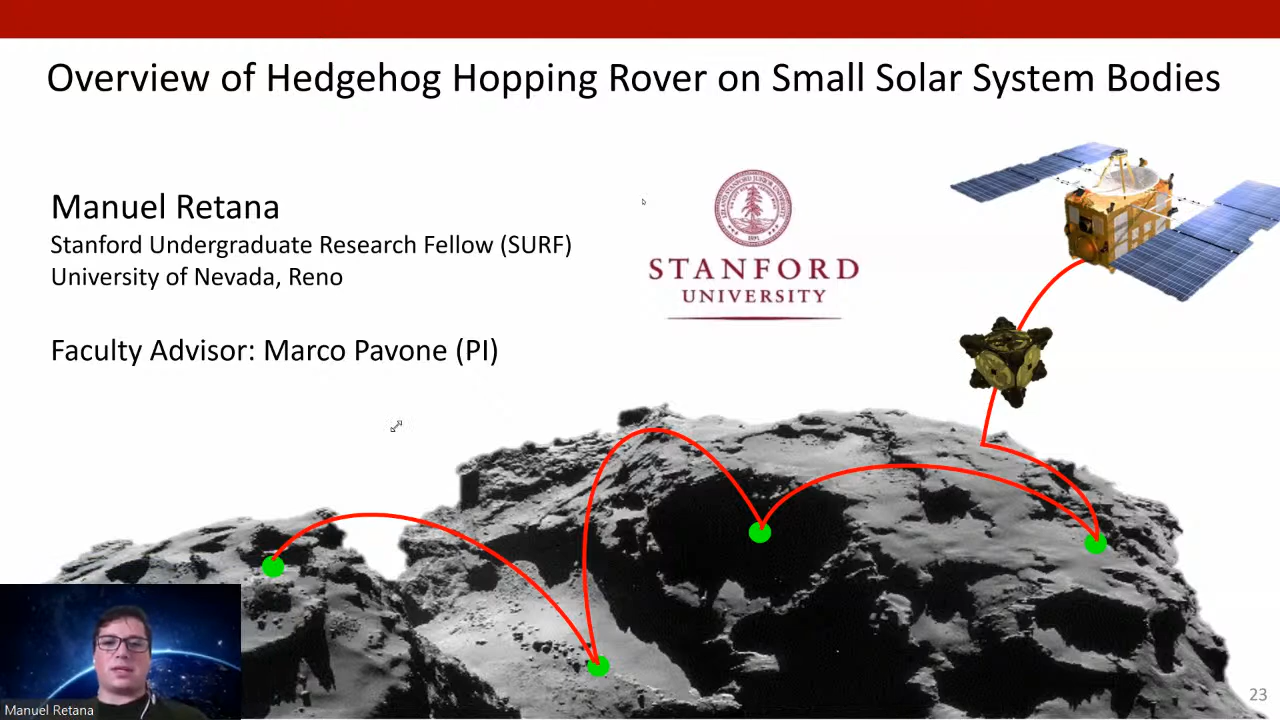 Overview of Hedgehog Hopping Rover on Small Solar System Bodies
Manuel Retana
Stanford Undergraduate Research Fellow (SURF)
University of Nevada, Reno
Faculty Advisor: Marco Pavone (PI)
STANFORD
UNIVERSITY
Manuel Retana
23